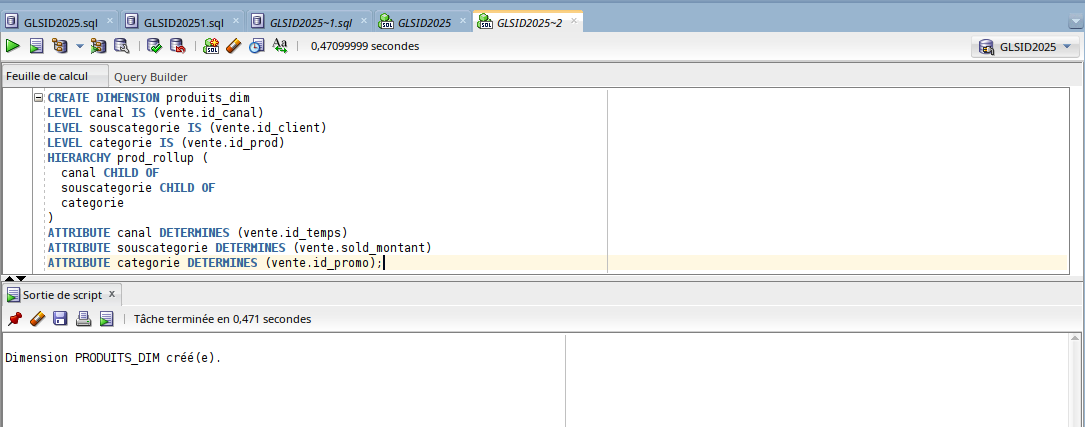 GLSID2025.sql GLSID20251.sql GLSID2025~1.sql GLSID2025 GLSID2025~2
0,47099999 secondes GLSID2025
Feuille de calcul Query Builder
CREATE DIMENSION produits_dim
LEVEL canal IS (vente.id_canal)
LEVEL souscategorie IS (vente.id_client)
LEVEL categorie IS (vente.id_prod)
HIERARCHY prod_rollup (
canal CHILD OF
souscategorie CHILD OF
categorie
)
ATTRIBUTE canal DETERMINES (vente.id_temps)
ATTRIBUTE souscategorie DETERMINES (vente.sold_montant)
ATTRIBUTE categorie DETERMINES (vente.id_promo);
Sortie de script x
Tâche terminée en 0,471 secondes
Dimension PRODUITS_DIM créé(e).